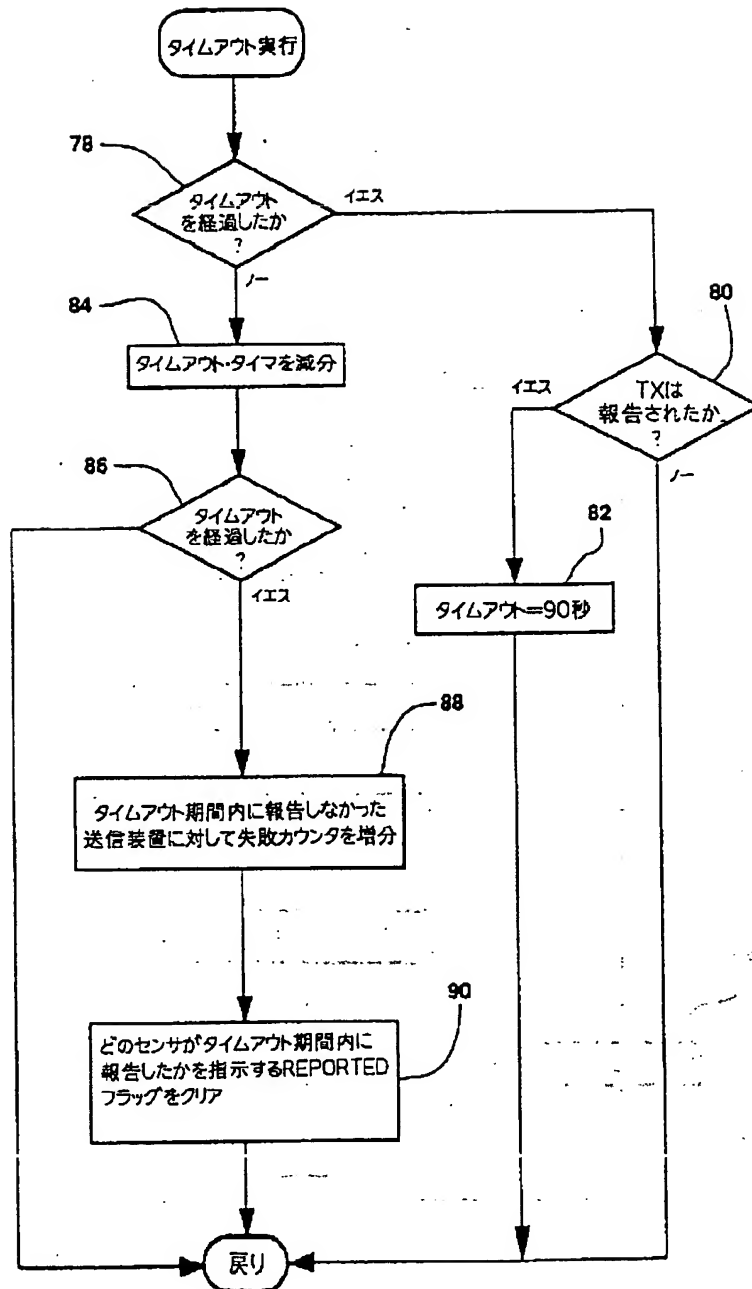 タイムアウト実行
78
タイムアウト
を経過したか
?
イエス
ノー
84
タイムアウト・タイマを減分
80
TXは
報告されたか
?
イエス
ノー
86
タイムアウト
を経過したか
?
イエス
82
タイムアウト=90秒
88
タイムアウト期間内に報告しなかった
送信装置に対して失敗カウンタを増分
90
どのセンサがタイムアウト期間内に
報告したかを指示するREPORTED
フラッグをクリア
戻り